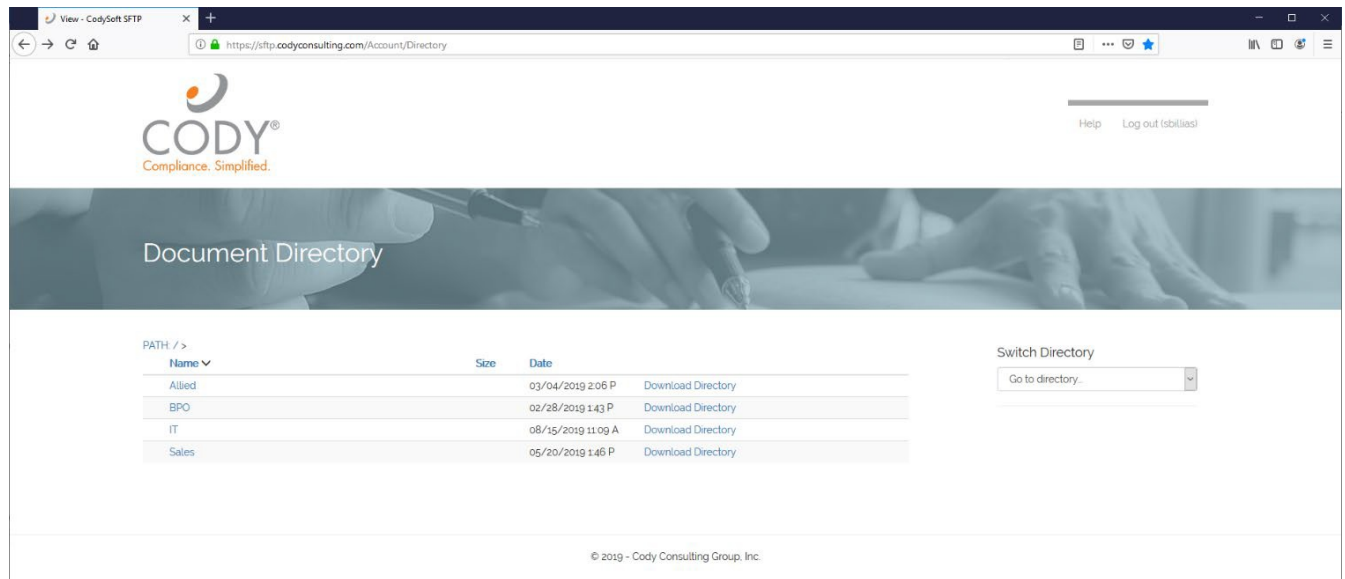 View - CodySoft SFTP
https://sftp.codyconsulting.com/Account/Directory
CODY®
Compliance. Simplified.
Help Log out (sbillias)
Document Directory
PATH: / >
Name Size Date
Allied 03/04/2019 2:06 P Download Directory
BPO 02/28/2019 1:43 P Download Directory
IT 08/15/2019 11:09 A Download Directory
Sales 05/20/2019 1:46 P Download Directory
Switch Directory
Go to directory...
© 2019 - Cody Consulting Group, Inc.